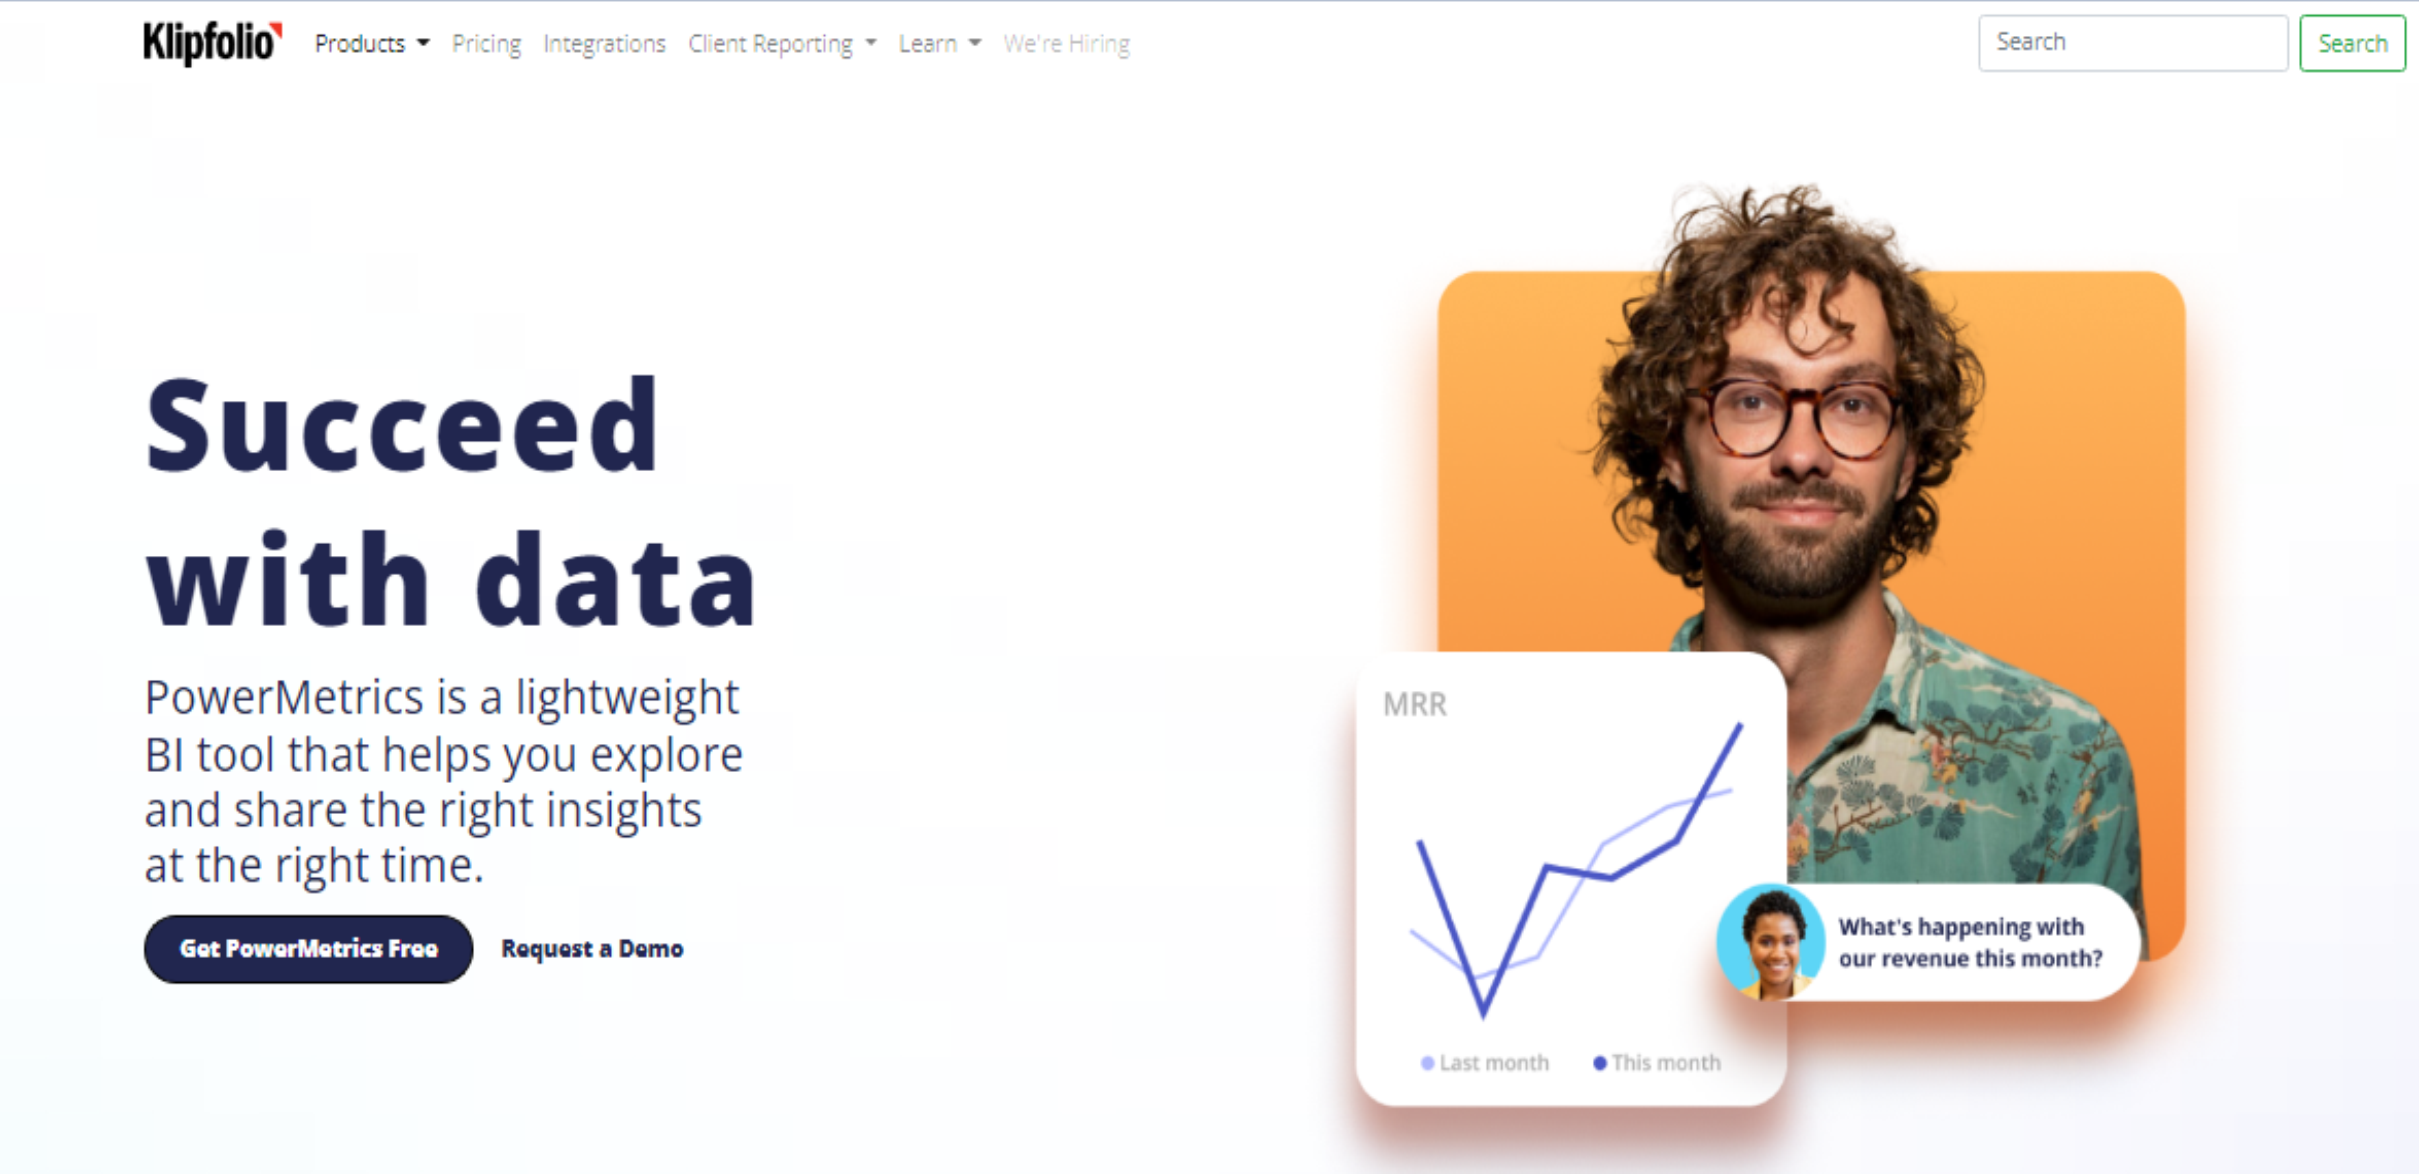 Klipfolio Products Pricing Integrations Client Reporting Learn We're Hiring Search Search
Succeed
with data
PowerMetrics is a lightweight
BI tool that helps you explore
and share the right insights
at the right time.
Get PowerMetrics Free Request a Demo
MRR
What's happening with
our revenue this month?
Last month This month